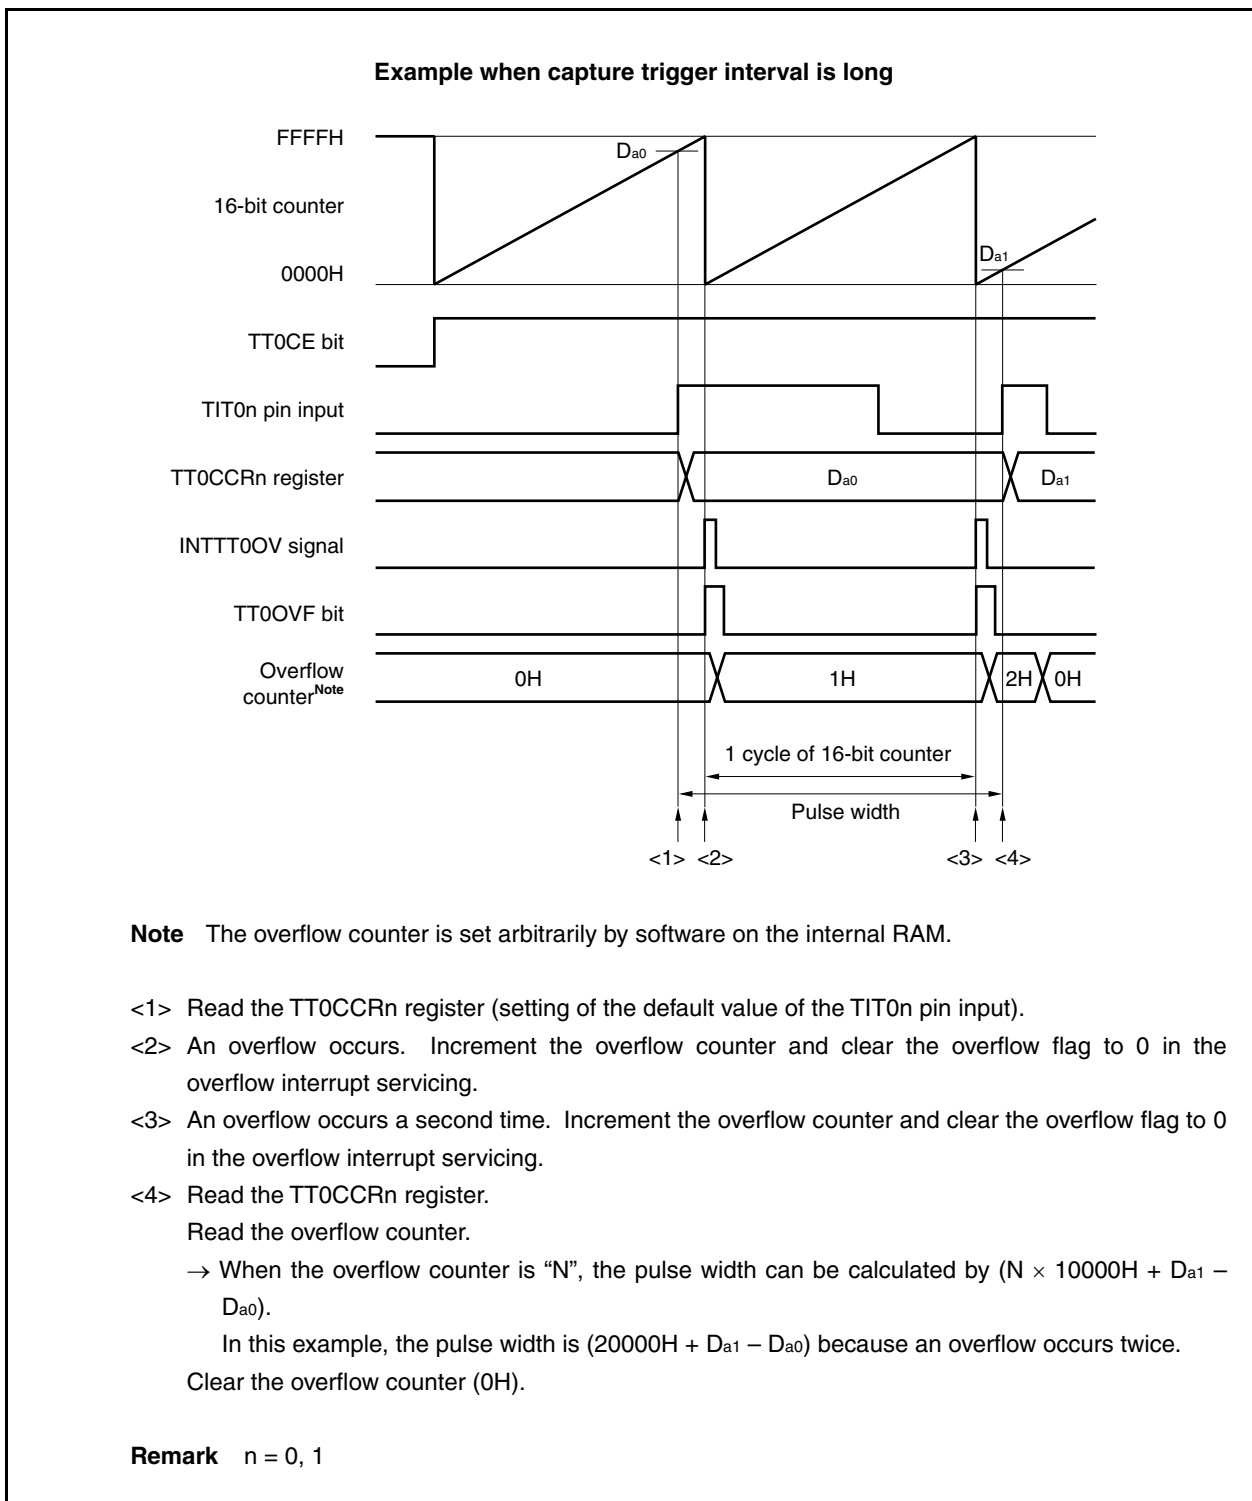 Example when capture trigger interval is long
FFFFH
Da0
16-bit counter
Da1
0000H
TT0CE bit
TIT0n pin input
TT0CCRn register
Da0
Da1
INTTT0OV signal
TT0OVF bit
Overflow
counterNote
0H
1H
2H
0H
1 cycle of 16-bit counter
Pulse width
<1> <2> <3> <4>
Note The overflow counter is set arbitrarily by software on the internal RAM.
<1> Read the TT0CCRn register (setting of the default value of the TIT0n pin input).
<2> An overflow occurs. Increment the overflow counter and clear the overflow flag to 0 in the
overflow interrupt servicing.
<3> An overflow occurs a second time. Increment the overflow counter and clear the overflow flag to 0
in the overflow interrupt servicing.
<4> Read the TT0CCRn register.
Read the overflow counter.
→ When the overflow counter is “N”, the pulse width can be calculated by (N × 10000H + Da1 –
Da0).
In this example, the pulse width is (20000H + Da1 – Da0) because an overflow occurs twice.
Clear the overflow counter (0H).
Remark n = 0, 1